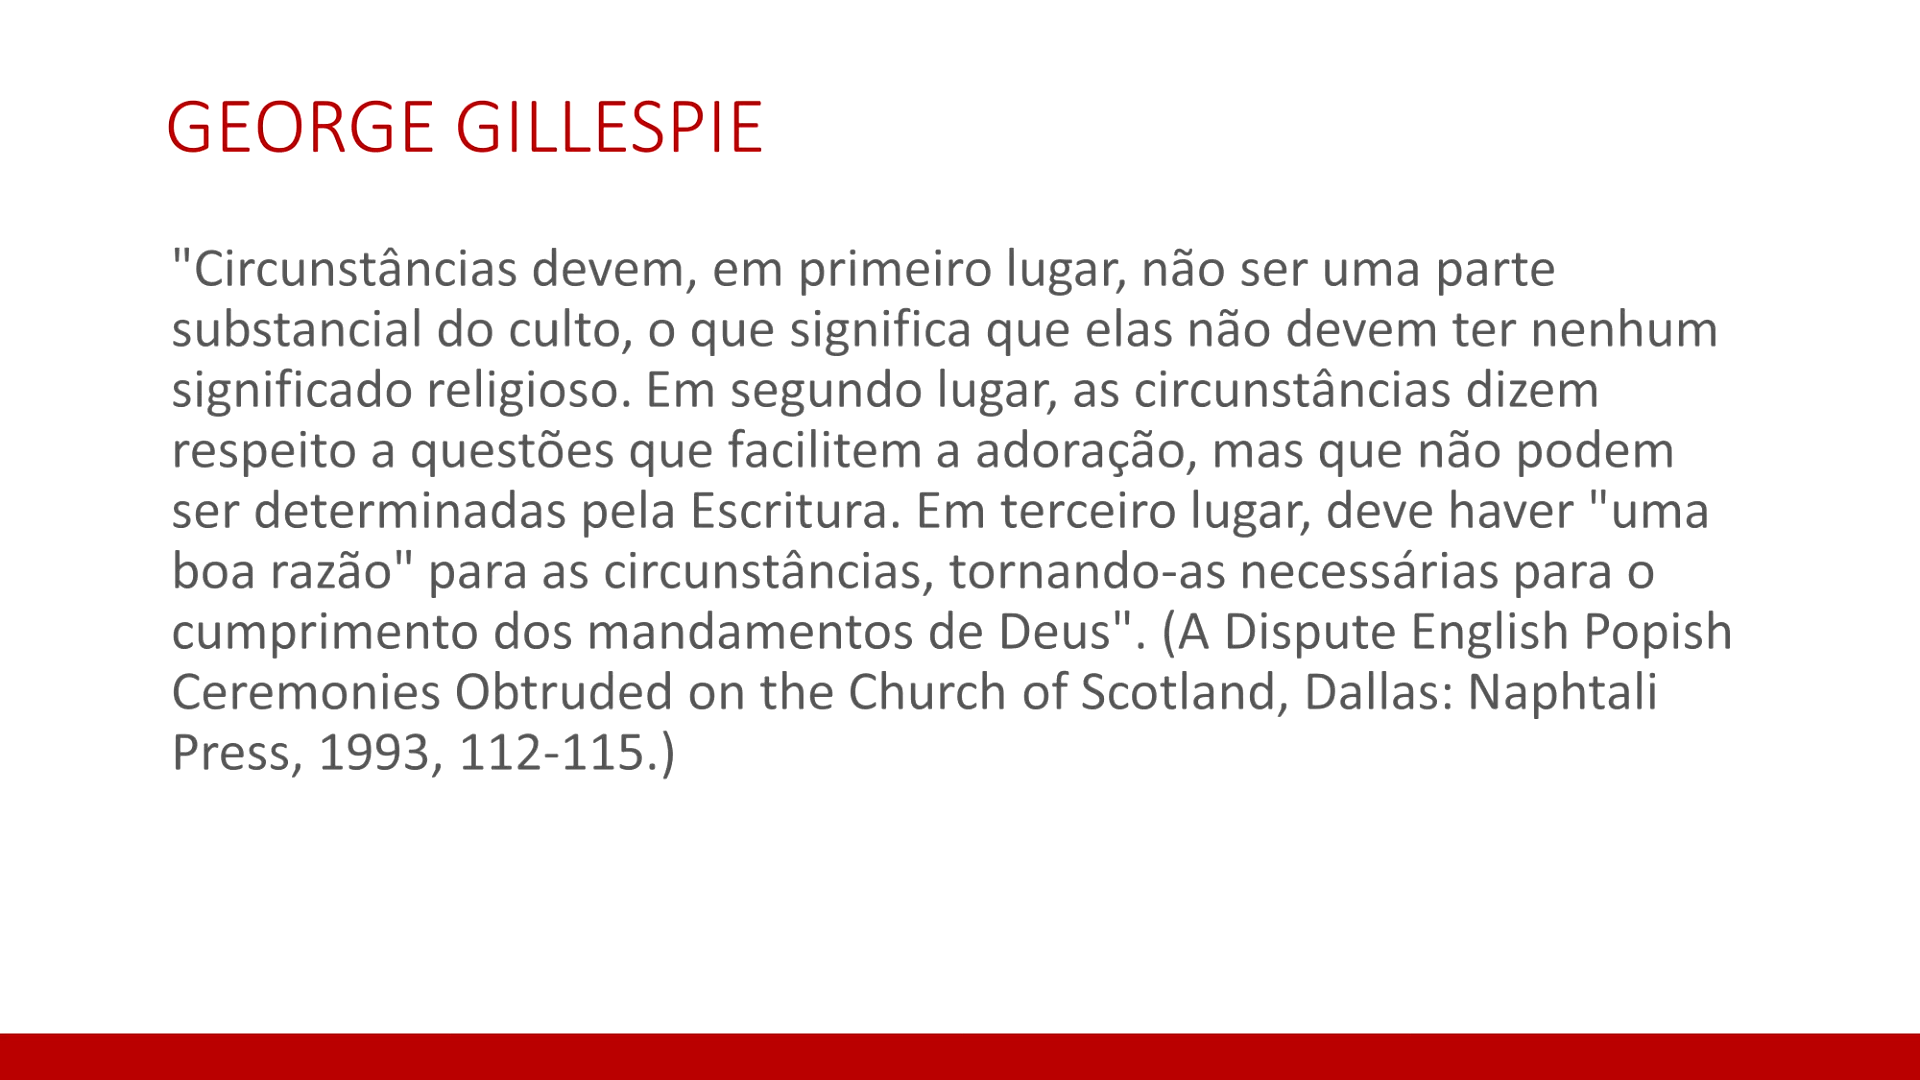 GEORGE GILLESPIE
"Circunstâncias devem, em primeiro lugar, não ser uma parte
substancial do culto, o que significa que elas não devem ter nenhum
significado religioso. Em segundo lugar, as circunstâncias dizem
respeito a questões que facilitem a adoração, mas que não podem
ser determinadas pela Escritura. Em terceiro lugar, deve haver "uma
boa razão" para as circunstâncias, tornando-as necessárias para o
cumprimento dos mandamentos de Deus". (A Dispute English Popish
Ceremonies Obtruded on the Church of Scotland, Dallas: Naphtali
Press, 1993, 112-115.)